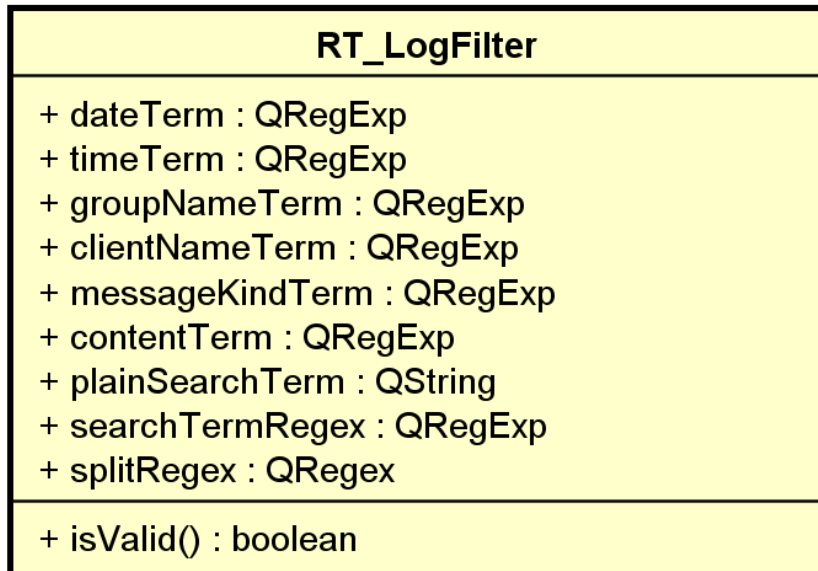 RT_LogFilter
+ dateTerm : QRegExp
+ timeTerm : QRegExp
+ groupNameTerm : QRegExp
+ clientNameTerm : QRegExp
+ messageKindTerm : QRegExp
+ contentTerm : QRegExp
+ plainSearchTerm : QString
+ searchTermRegex : QRegExp
+ splitRegex : QRegex
+ isValid() : boolean